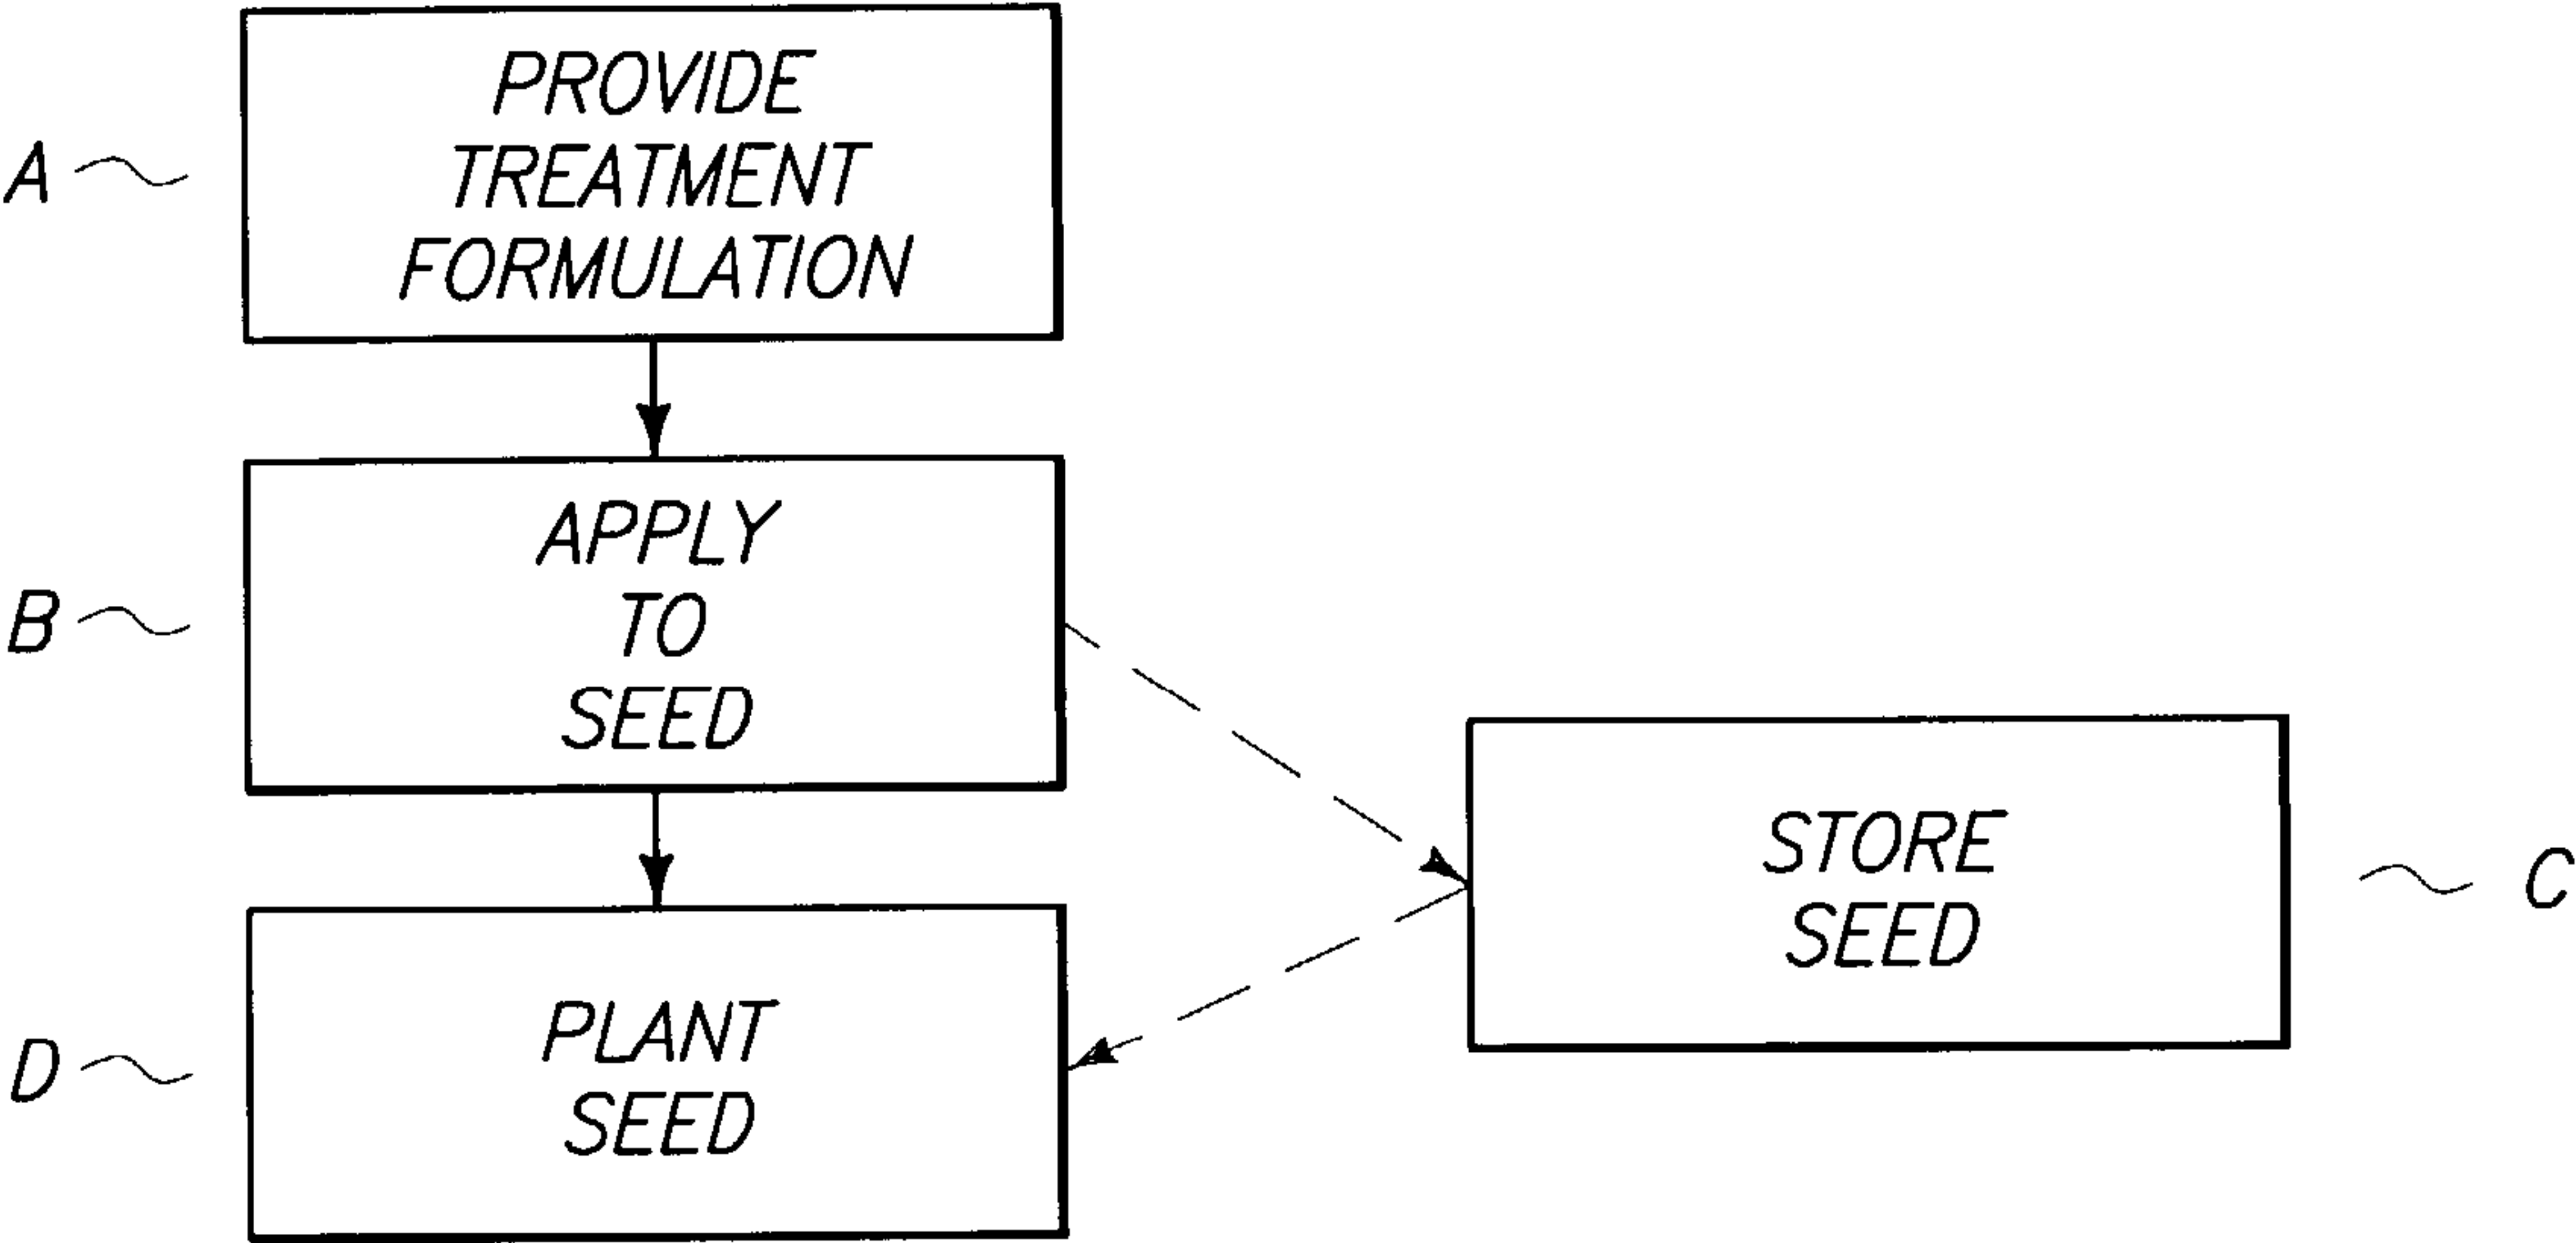 A
PROVIDE
TREATMENT
FORMULATION
B
APPLY
TO
SEED
STORE
SEED
C
D
PLANT
SEED